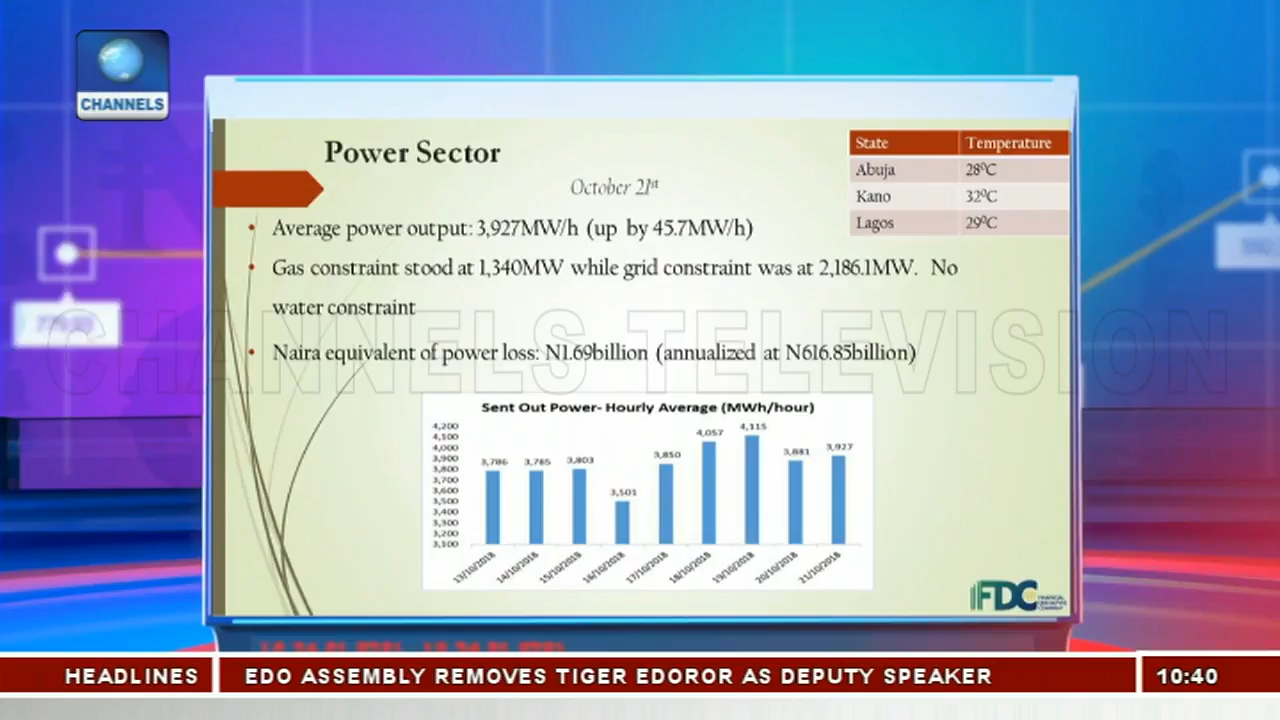 CHANNELS
Power Sector
October 21st
State Temperature
Abuja 28⁰C
Kano 32⁰C
Lagos 29⁰C
• Average power output: 3,927MW/h (up by 45.7MW/h)
• Gas constraint stood at 1,340MW while grid constraint was at 2,186.1MW. No
water constraint
• Naira equivalent of power loss: N1.69billion (annualized at N616.85billion)
CHANNELS TELEVISION
Sent Out Power- Hourly Average (MWh/hour)
4,200
4,100
4,000
3,900
3,800
3,700
3,600
3,500
3,400
3,300
3,200
3,100
3,786 3,785 3,803 3,501 3,850 4,057 4,115 3,881 3,927
13/10/2018 14/10/2018 15/10/2018 16/10/2018 17/10/2018 18/10/2018 19/10/2018 20/10/2018 21/10/2018
FDC
FINANCIAL
DERIVATIVES
COMPANY
HEADLINES EDO ASSEMBLY REMOVES TIGER EDOROR AS DEPUTY SPEAKER 10:40